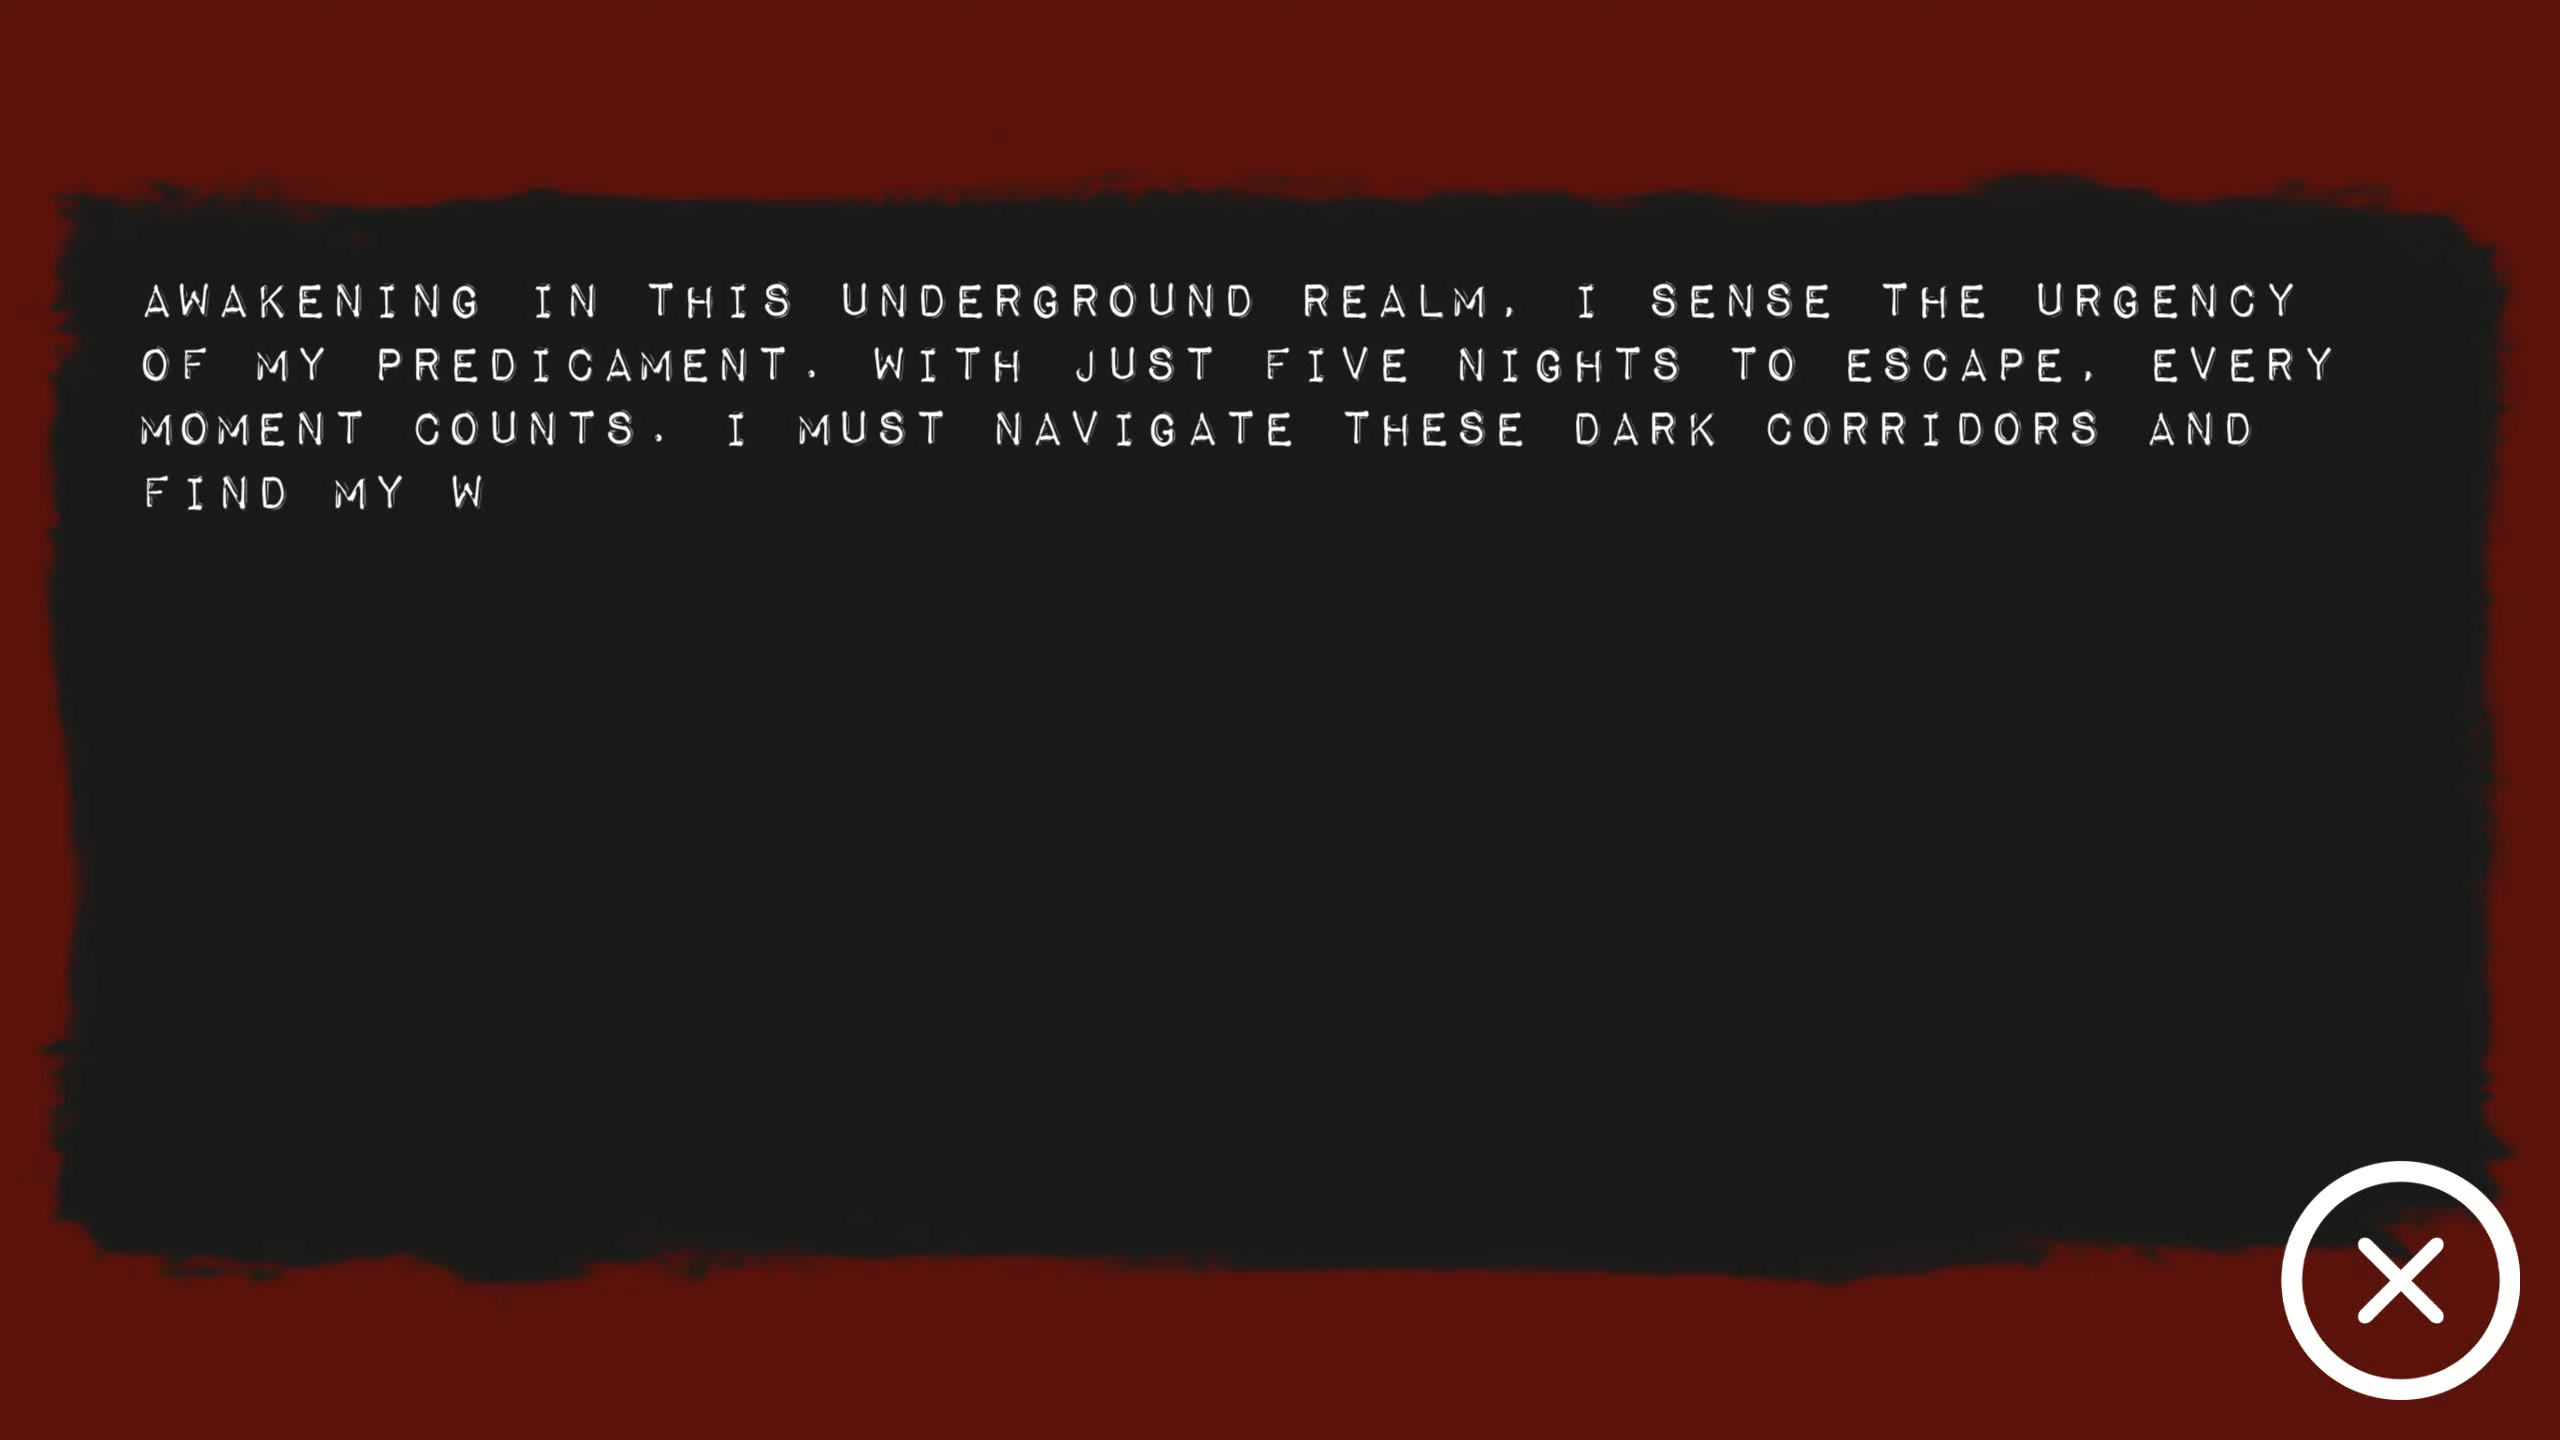 AWAKENING IN THIS UNDERGROUND REALM, I SENSE THE URGENCY
OF MY PREDICAMENT. WITH JUST FIVE NIGHTS TO ESCAPE, EVERY
MOMENT COUNTS. I MUST NAVIGATE THESE DARK CORRIDORS AND
FIND MY W